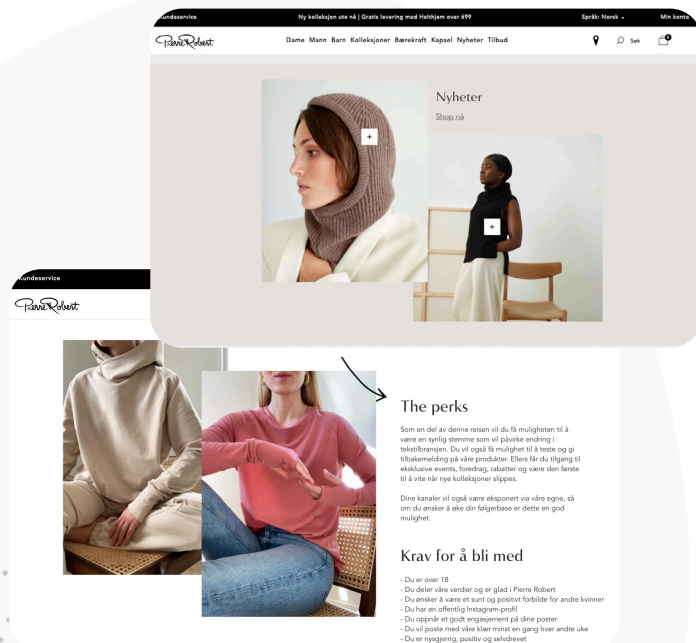 Kundeservice
Ny kolleksjon ute nå | Gratis levering med Helthjem over 699
Språk: Norsk
Min konto
Pierre Robert
Dame Mann Barn Kolleksjoner Bærekraft Kapsel Nyheter Tilbud
Søk
0
Nyheter
Shop nå
Kundeservice
Pierre Robert
The perks
Som en del av denne reisen vil du få muligheten til å
være en synlig stemme som vil påvirke endring i
tekstilbransjen. Du vil også få mulighet til å teste og gi
tilbakemelding på våre produkter. Ellers får du tilgang til
eksklusive events, foredrag, rabatter og være den første
til å vite når nye kolleksjoner slippes.
Dine kanaler vil også være eksponert via våre egne, så
om du ønsker å øke din følgerbase er dette en god
mulighet.
Krav for å bli med
- Du er over 18
- Du deler våre verdier og er glad i Pierre Robert
- Du ønsker å være et sunt og positivt forbilde for andre kvinner
- Du har en offentlig Instagram-profil
- Du oppnår et godt engasjement på dine poster
- Du vil poste med våre klær minst en gang hver andre uke
- Du er nysgjerrig, positiv og selvdrevet